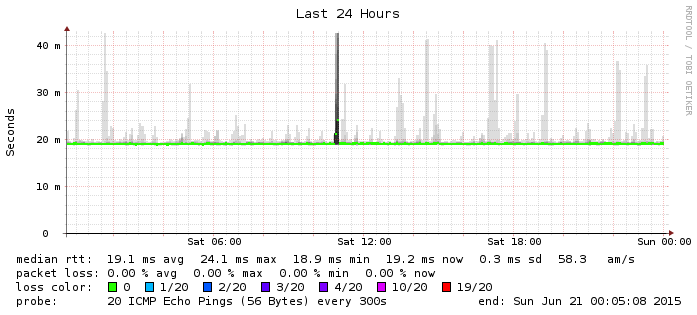 Last 24 Hours
RRDTOOL / TOBI OETIKER
Seconds
40 m
30 m
20 m
10 m
0
Sat 06:00 Sat 12:00 Sat 18:00 Sun 00:00
median rtt: 19.1 ms avg 24.1 ms max 18.9 ms min 19.2 ms now 0.3 ms sd 58.3 am/s
packet loss: 0.00 % avg 0.00 % max 0.00 % min 0.00 % now
loss color: 0 1/20 2/20 3/20 4/20 10/20 19/20
probe: 20 ICMP Echo Pings (56 Bytes) every 300s end: Sun Jun 21 00:05:08 2015